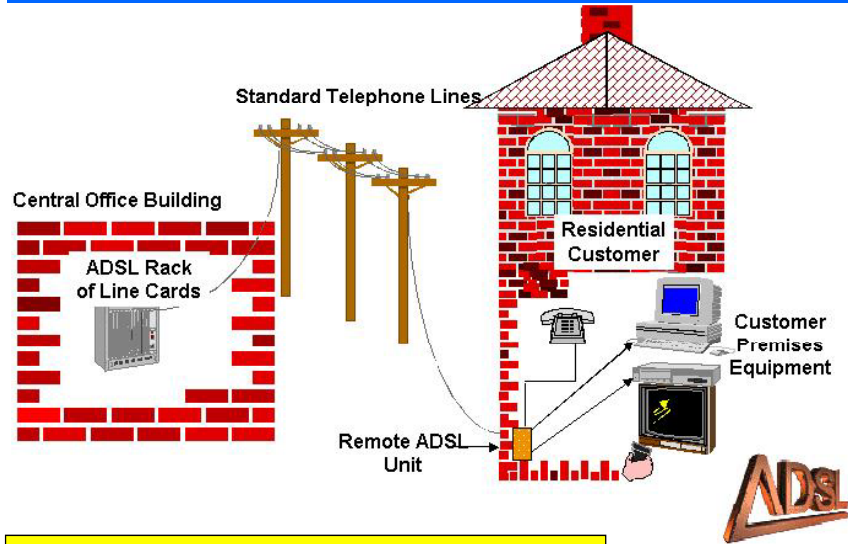 Standard Telephone Lines
Central Office Building
ADSL Rack
of Line Cards
Residential
Customer
Customer
Premises
Equipment
Remote ADSL
Unit
ADSL